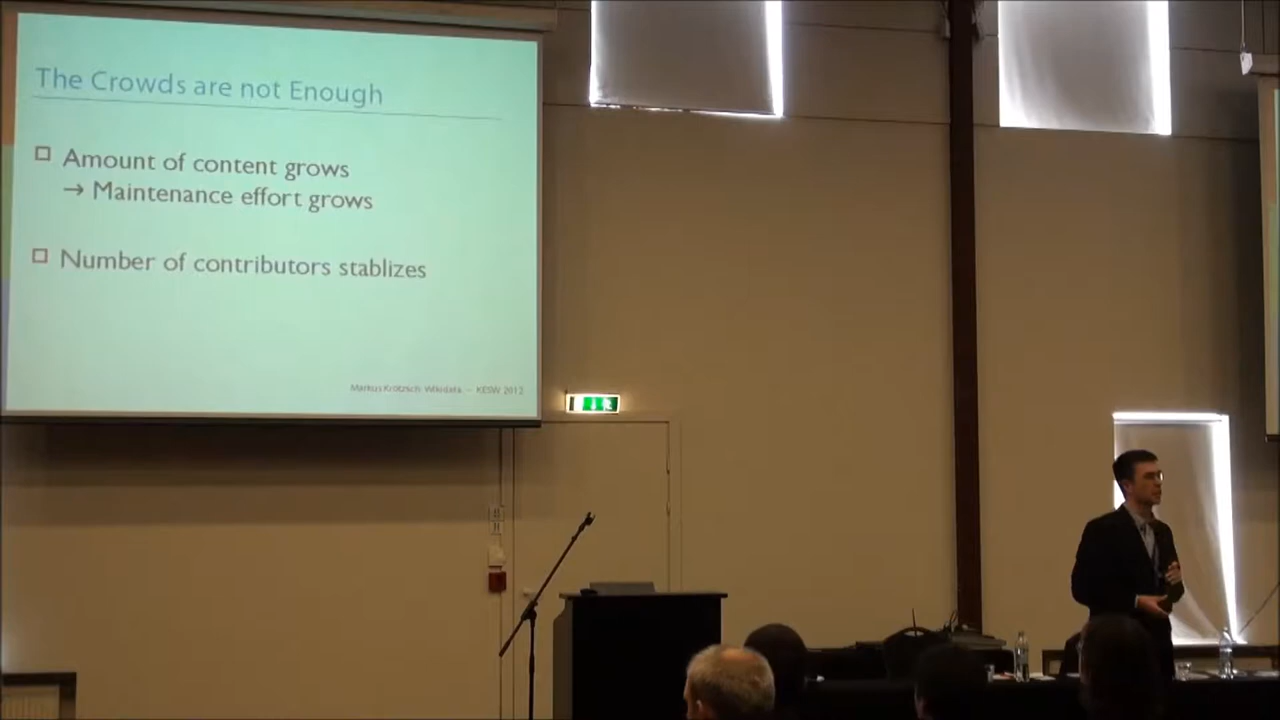 The Crowds are not Enough
Amount of content grows
→ Maintenance effort grows
Number of contributors stablizes
Markus Krötzsch: Wikidata — KESW 2012